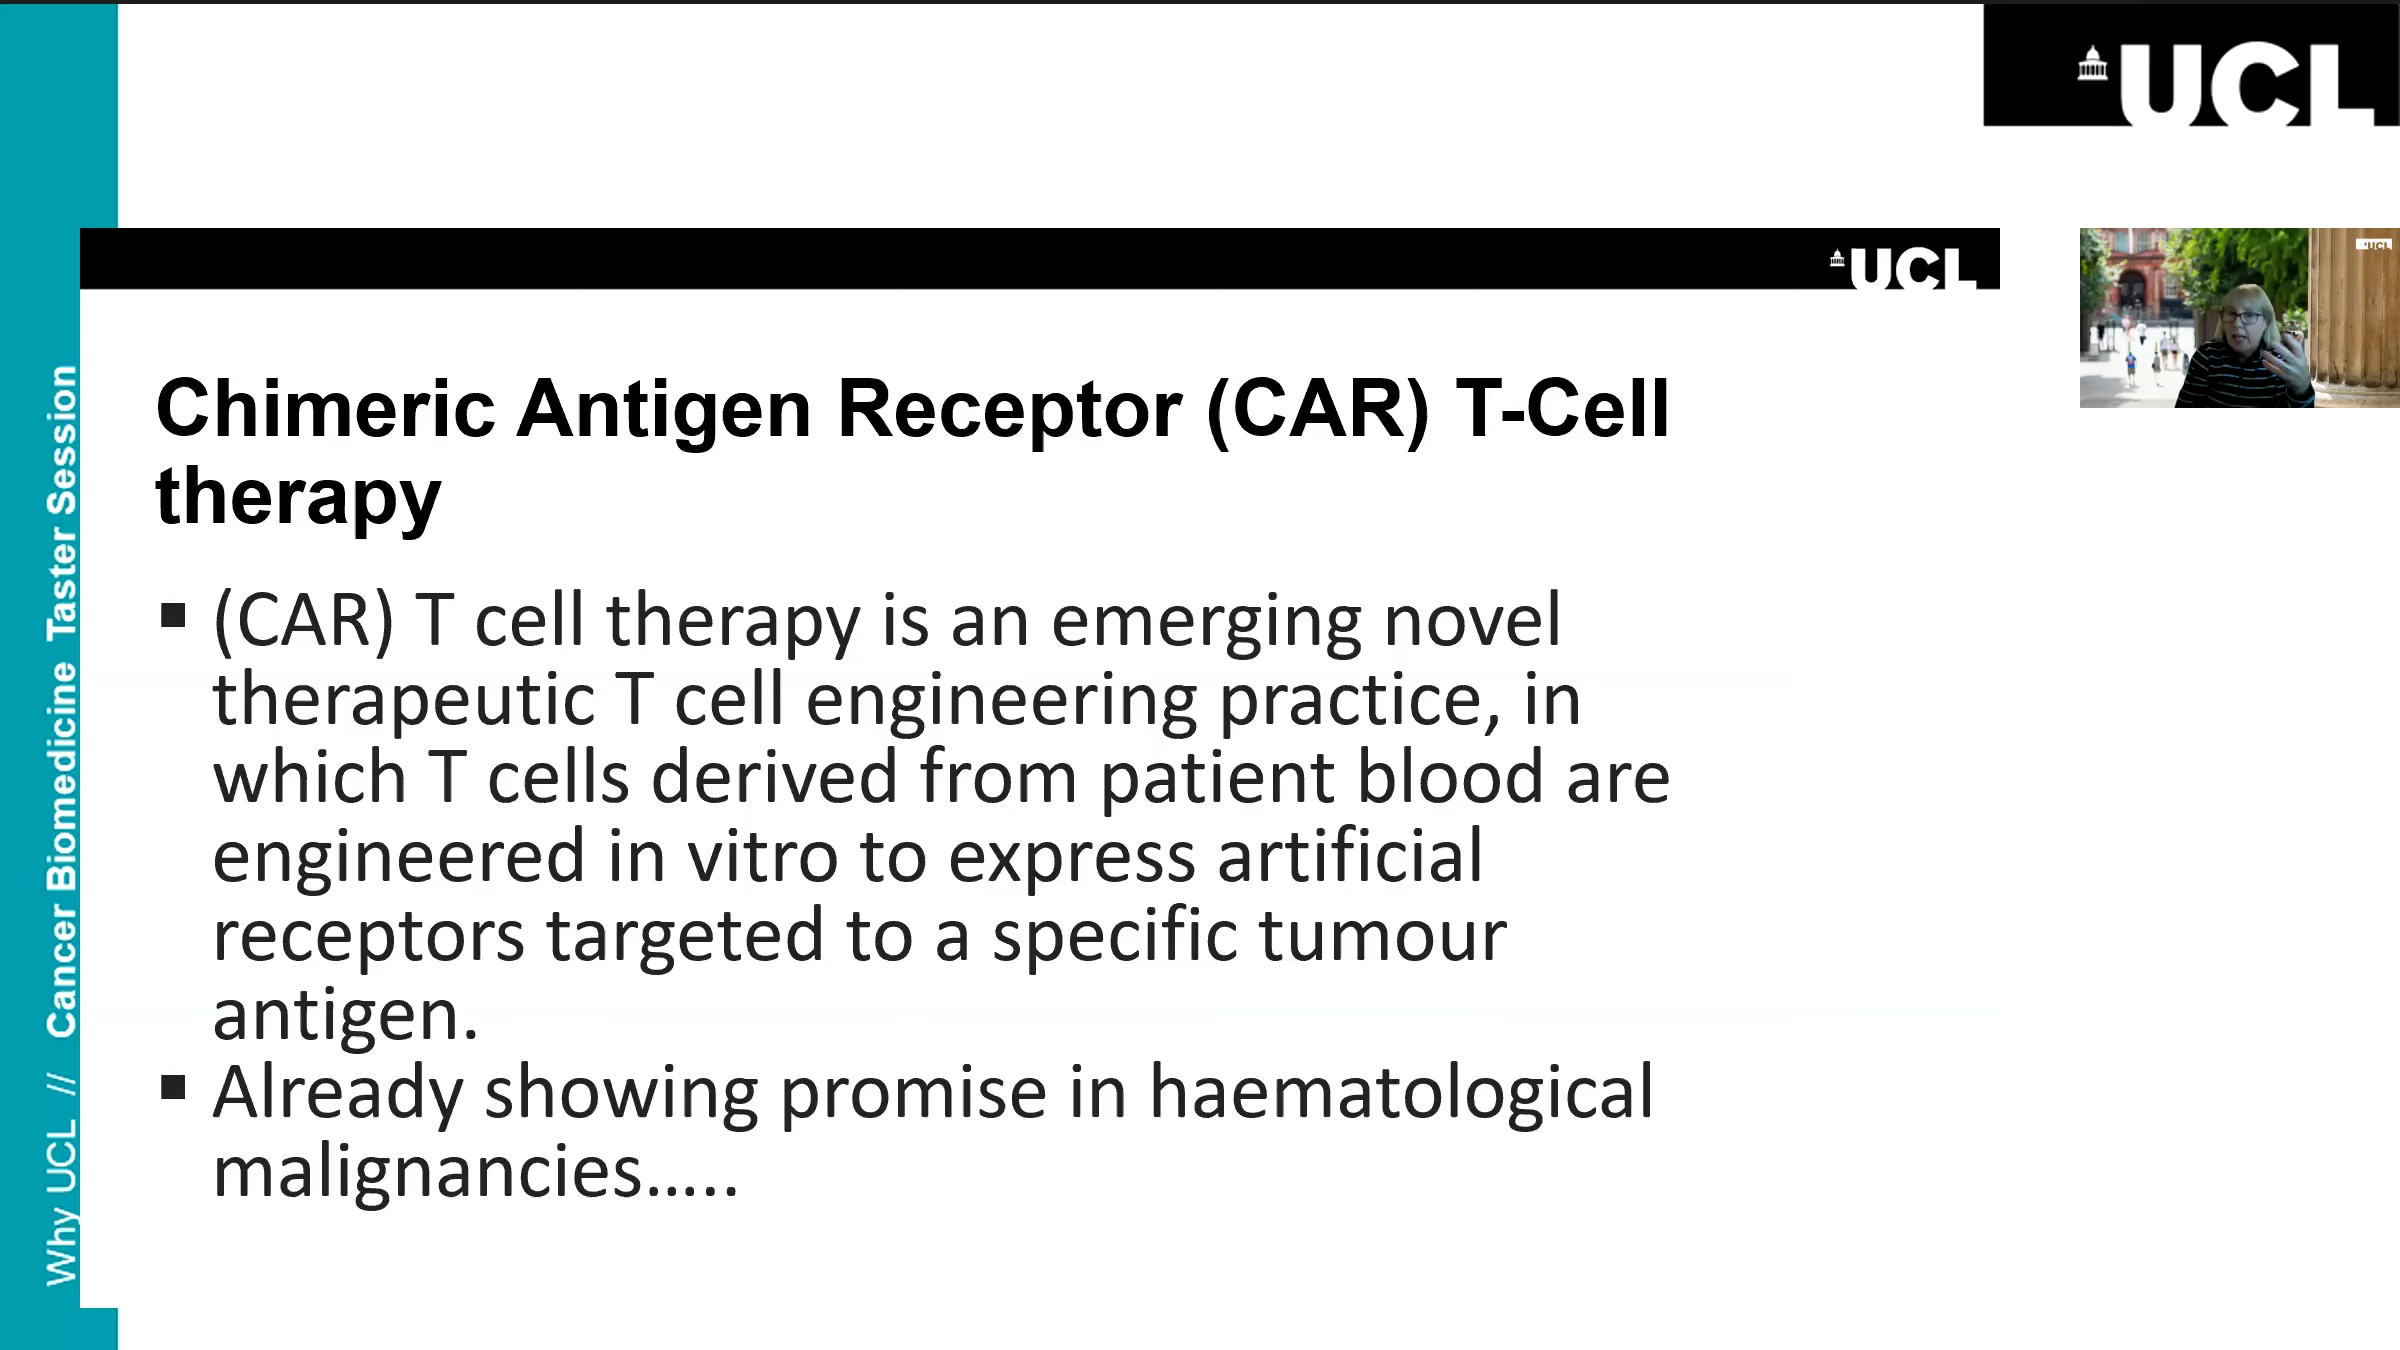 UCL
UCL
UCL
Why UCL // Cancer Biomedicine Taster Session
Chimeric Antigen Receptor (CAR) T-Cell
therapy
▪ (CAR) T cell therapy is an emerging novel
therapeutic T cell engineering practice, in
which T cells derived from patient blood are
engineered in vitro to express artificial
receptors targeted to a specific tumour
antigen.
▪ Already showing promise in haematological
malignancies…..